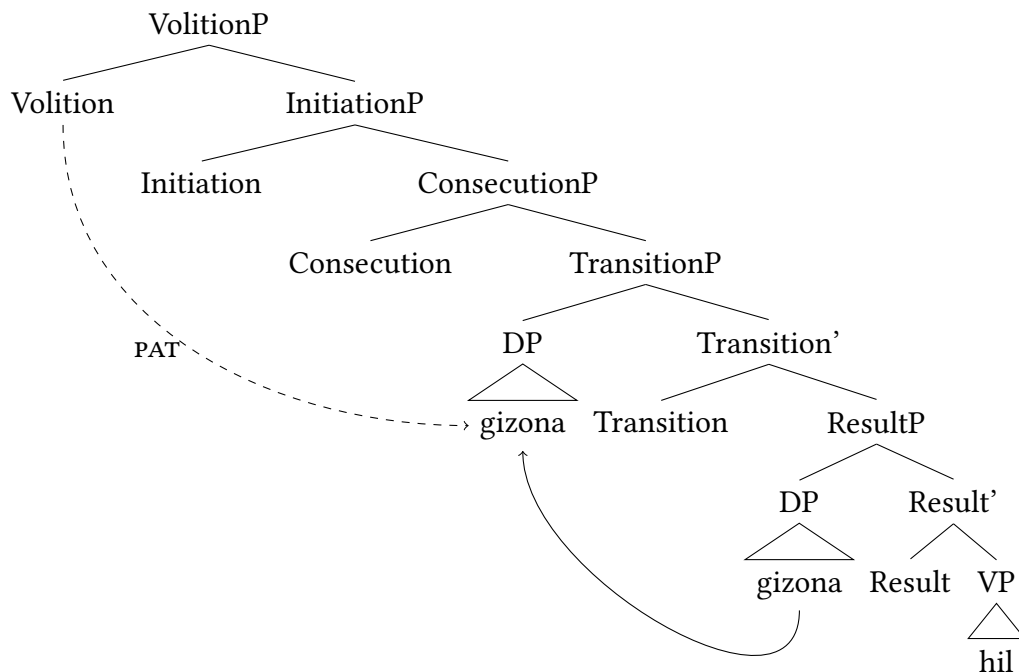 VolitionP
Volition InitiationP
Initiation ConsecutionP
Consecution TransitionP
DP Transition’
PAT
gizona Transition ResultP
DP Result’
gizona Result VP
hil